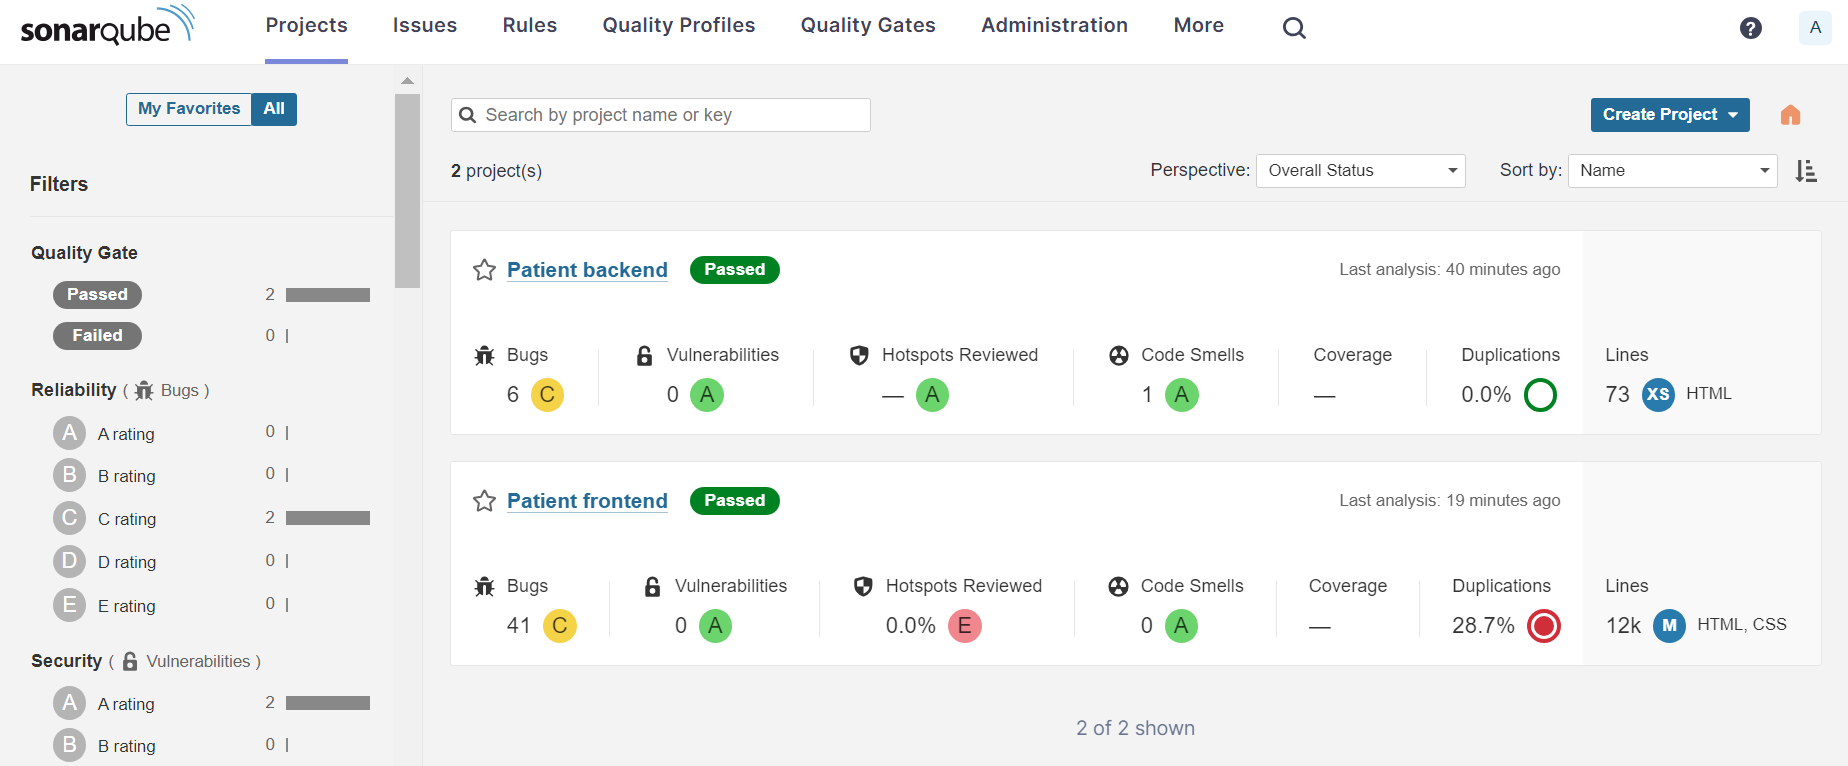 sonarqube
Projects Issues Rules Quality Profiles Quality Gates Administration More A
My Favorites All
Filters
Quality Gate
Passed 2
Failed 0
Reliability ( Bugs )
A A rating 0
B B rating 0
C C rating 2
D D rating 0
E E rating 0
Security ( Vulnerabilities )
A A rating 2
B B rating 0
Search by project name or key Create Project
2 project(s) Perspective: Overall Status Sort by: Name
Patient backend Passed Last analysis: 40 minutes ago
Bugs Vulnerabilities Hotspots Reviewed Code Smells Coverage Duplications Lines
6 C 0 A — A 1 A — 0.0% 73 XS HTML
Patient frontend Passed Last analysis: 19 minutes ago
Bugs Vulnerabilities Hotspots Reviewed Code Smells Coverage Duplications Lines
41 C 0 A 0.0% E 0 A — 28.7% 12k M HTML, CSS
2 of 2 shown